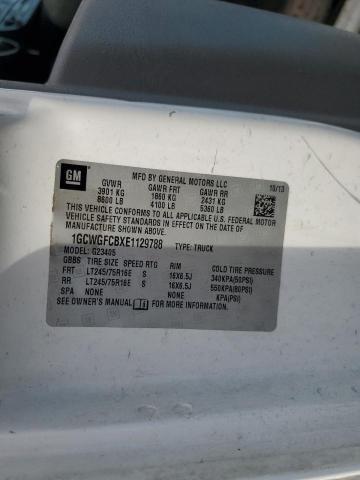 GM
MFD BY GENERAL MOTORS LLC
10/13
GVWR GAWR FRT GAWR RR
3901 KG 1860 KG 2431 KG
8600 LB 4100 LB 5360 LB
THIS VEHICLE CONFORMS TO ALL APPLICABLE U.S. FEDERAL MOTOR
VEHICLE SAFETY STANDARDS IN EFFECT ON THE DATE OF
MANUFACTURE SHOWN ABOVE.
1GCWGFCBXE1129788 TYPE: TRUCK
MODEL: G23405
GBBS TIRE SIZE SPEED RTG RIM COLD TIRE PRESSURE
FRT LT245/75R16E S 16X6.5J 340KPA(50PSI)
RR LT245/75R16E S 16X6.5J 550KPA(80PSI)
SPA NONE NONE KPA(PSI)
SEE OWNER'S MANUAL FOR MORE INFORMATION.